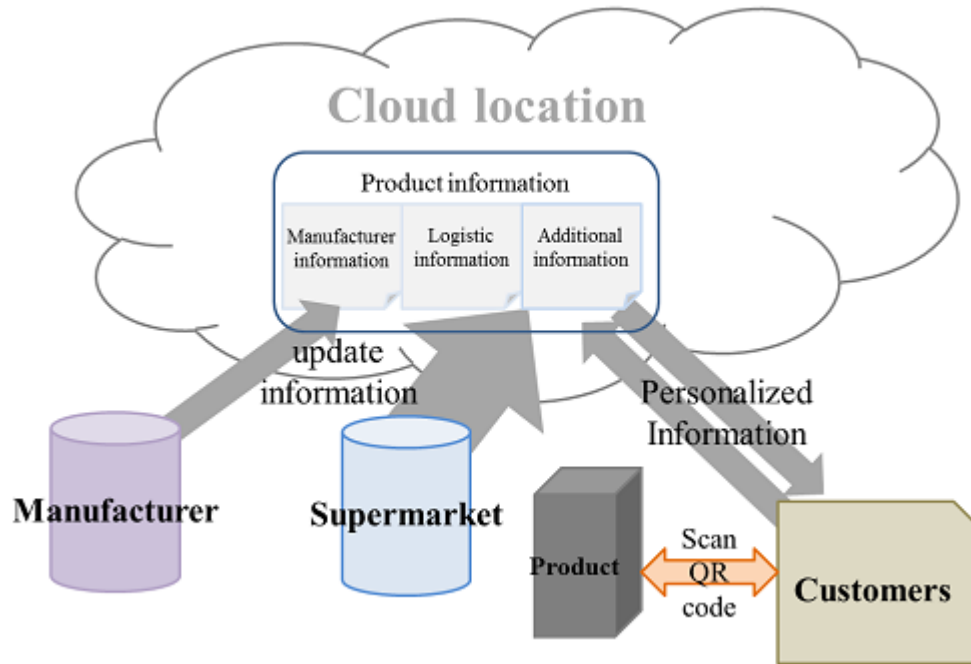 Cloud location
Product information
Manufacturer
information
Logistic
information
Additional
information
update
information
Personalized
Information
Manufacturer
Supermarket
Product
Scan
QR
code
Customers